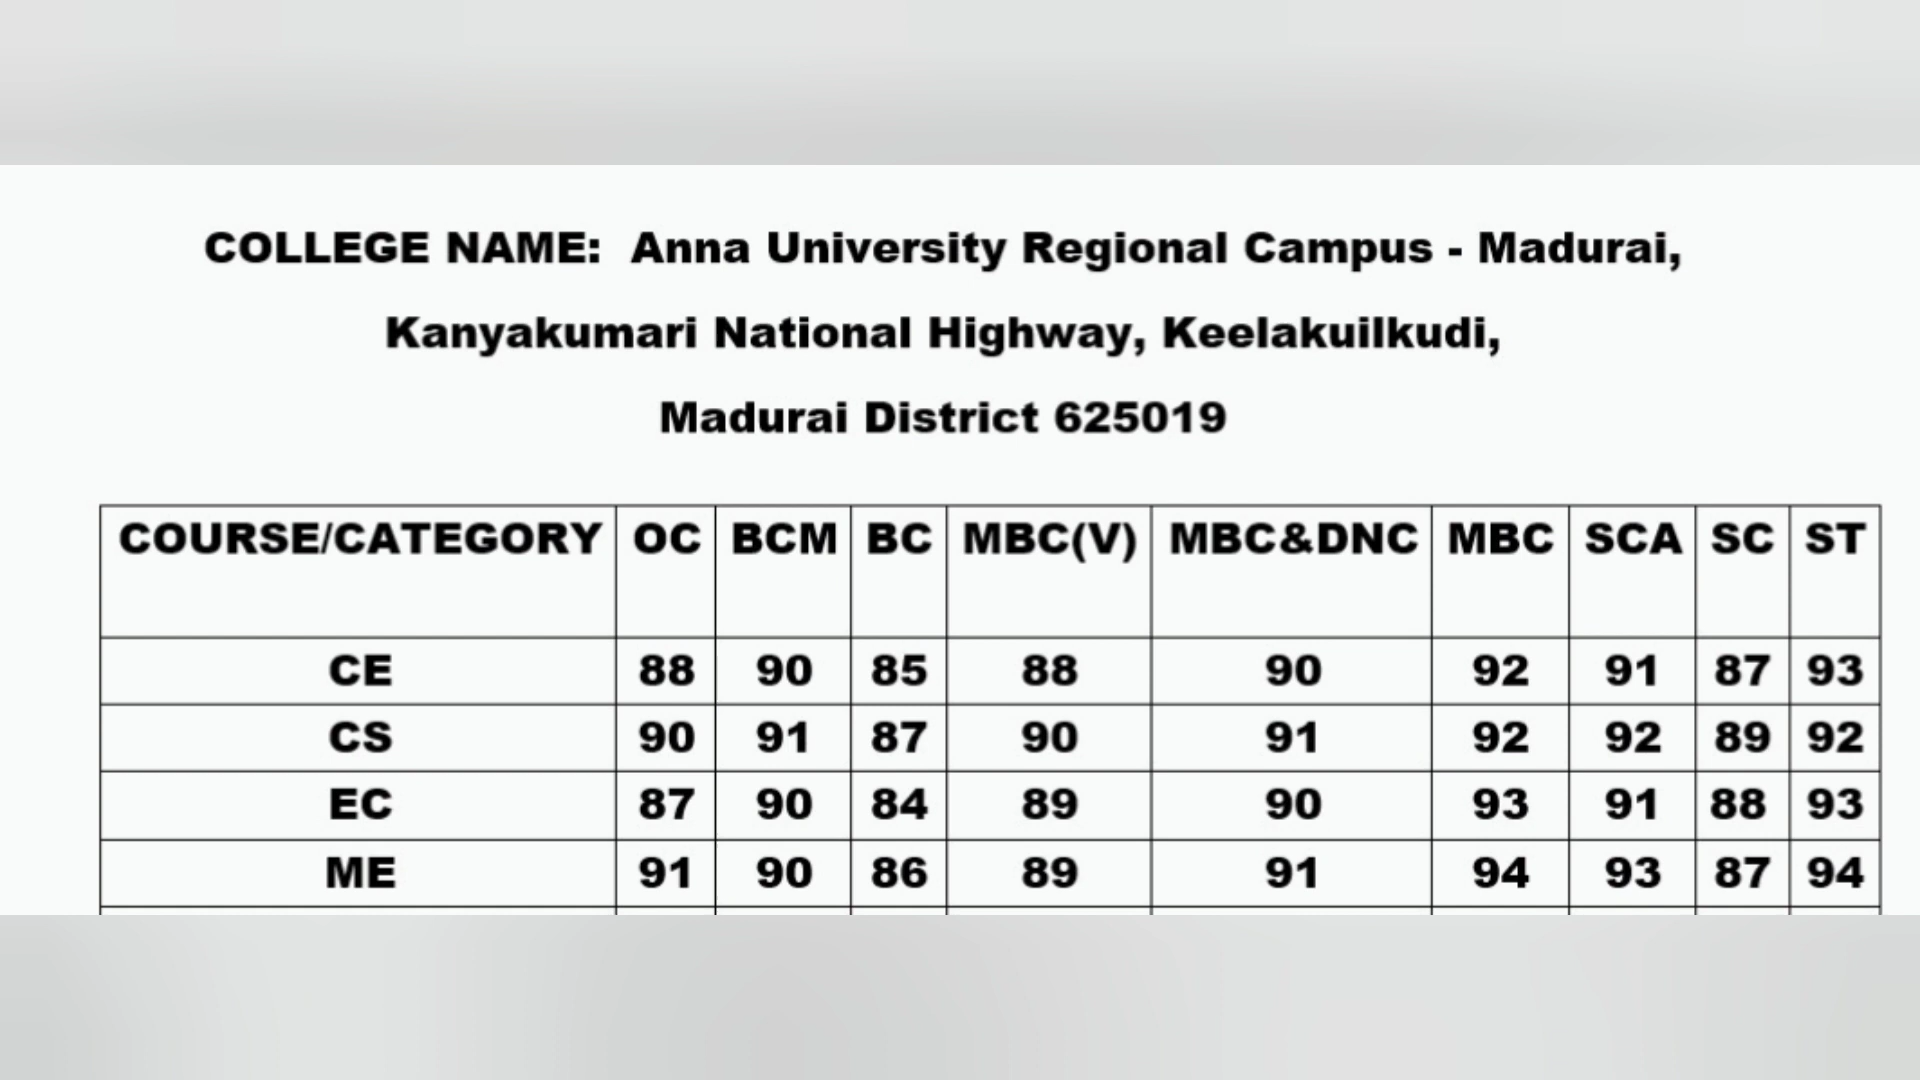 COLLEGE NAME: Anna University Regional Campus - Madurai,
Kanyakumari National Highway, Keelakuilkudi,
Madurai District 625019
COURSE/CATEGORY OC BCM BC MBC(V) MBC&DNC MBC SCA SC ST
CE 88 90 85 88 90 92 91 87 93
CS 90 91 87 90 91 92 92 89 92
EC 87 90 84 89 90 93 91 88 93
ME 91 90 86 89 91 94 93 87 94